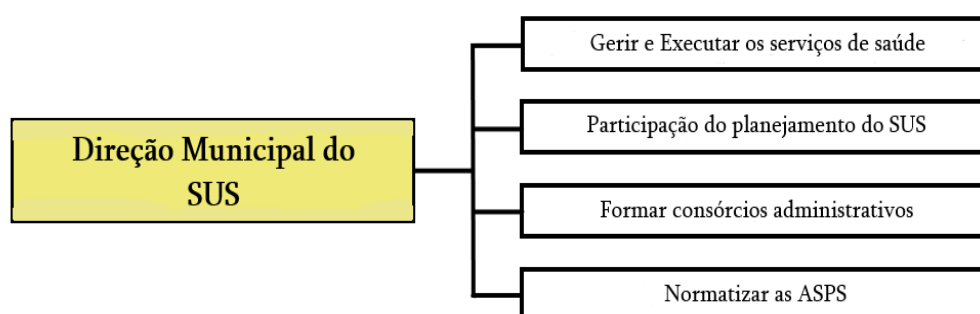 Direção Municipal do
SUS
Gerir e Executar os serviços de saúde
Participação do planejamento do SUS
Formar consórcios administrativos
Normatizar as ASPS